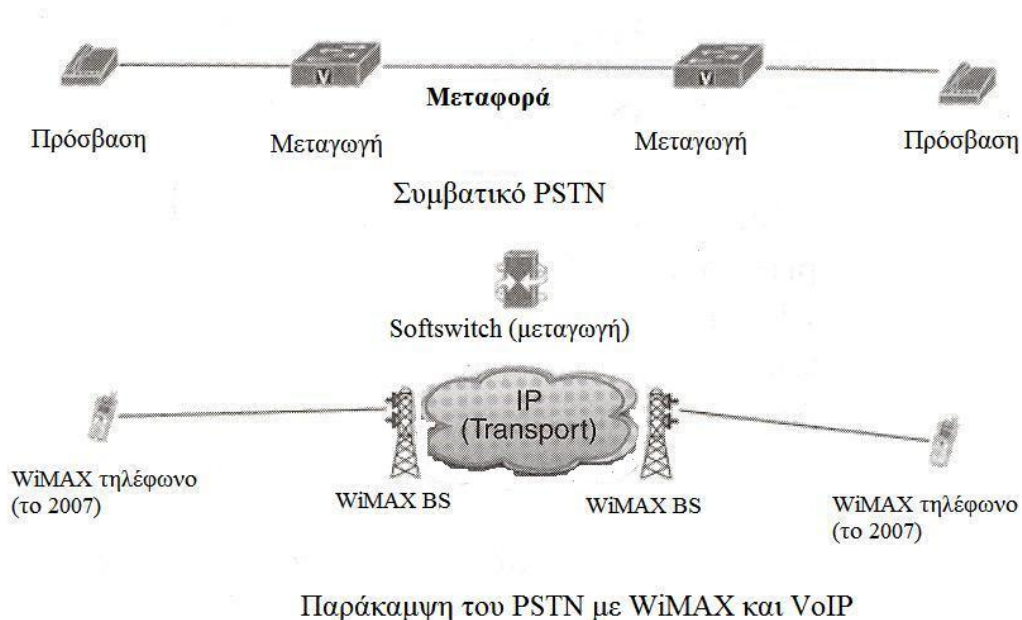 V
V
Μεταφορά
Πρόσβαση
Μεταγωγή
Μεταγωγή
Πρόσβαση
Συμβατικό PSTN
Softswitch (μεταγωγή)
IP
(Transport)
WiMAX τηλέφωνο
(το 2007)
WiMAX BS
WiMAX BS
WiMAX τηλέφωνο
(το 2007)
Παράκαμψη του PSTN με WiMAX και VoIP